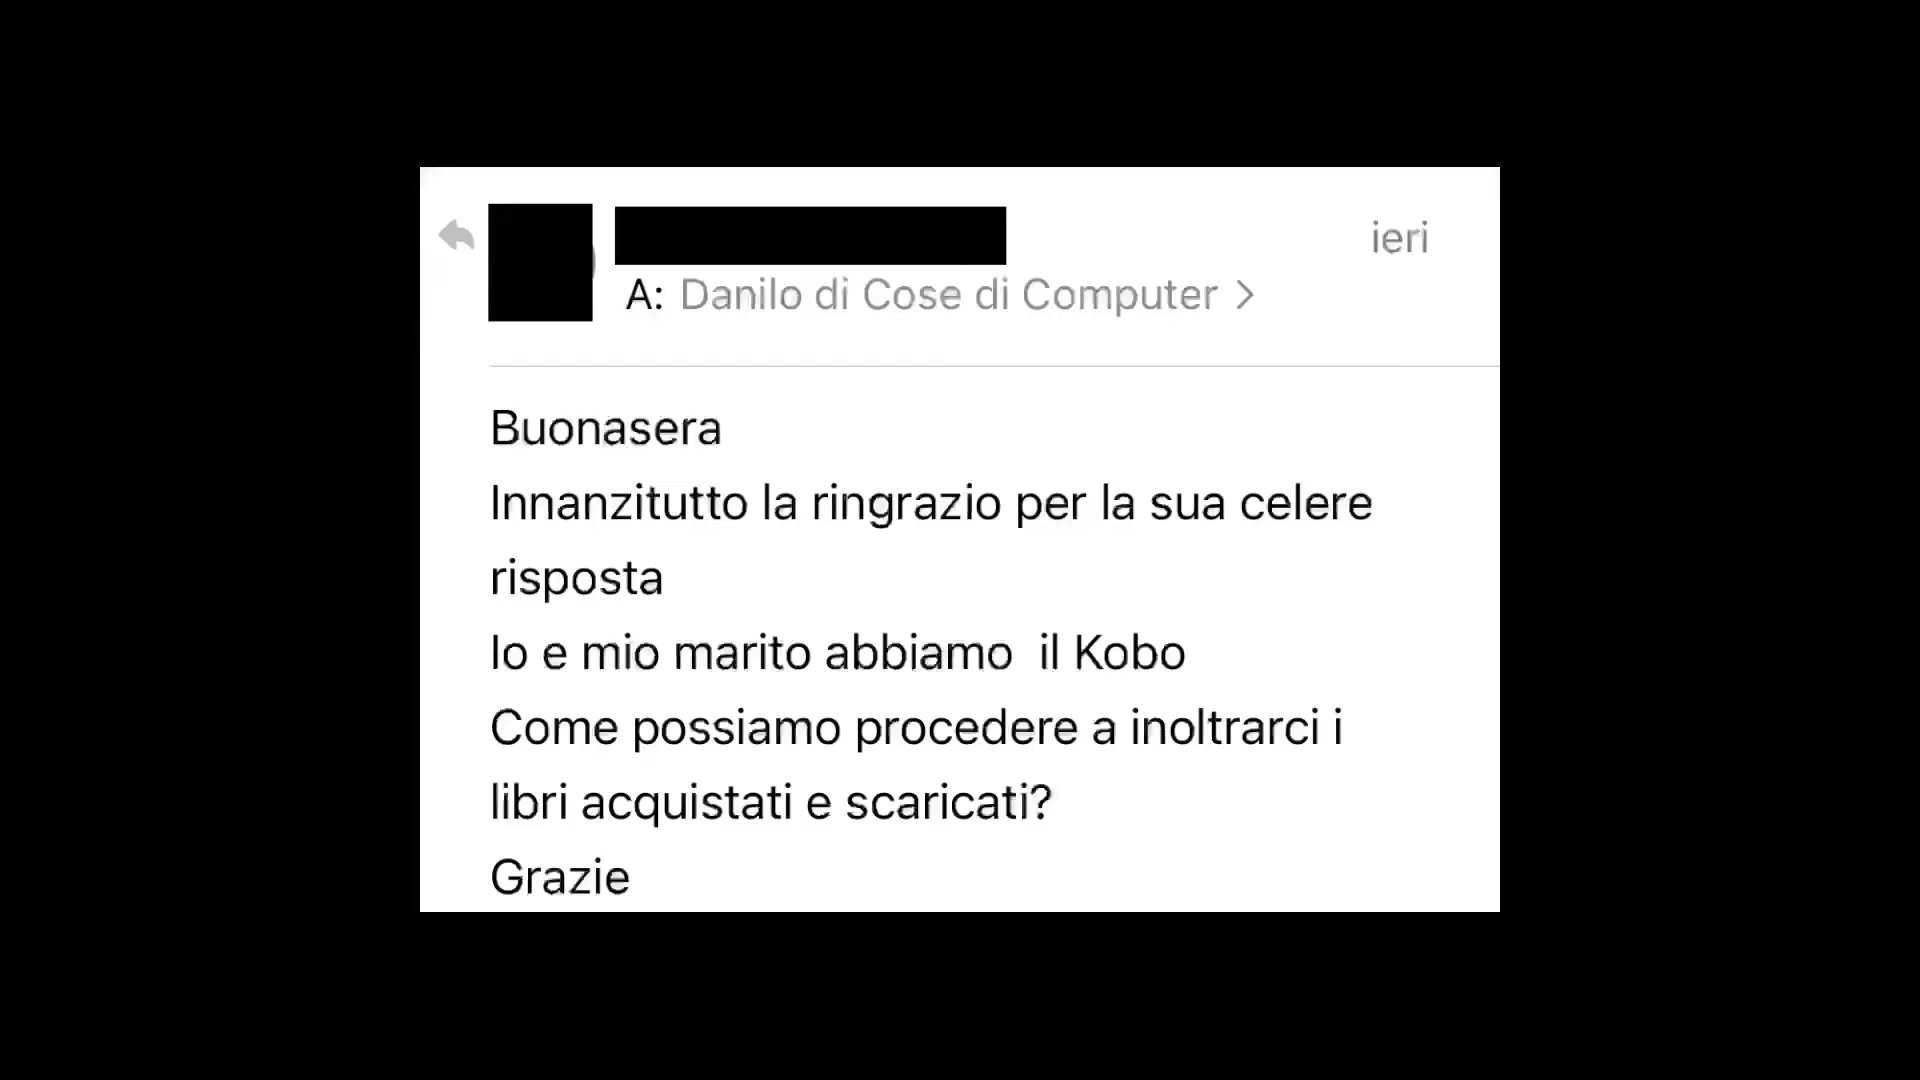 ieri
A: Danilo di Cose di Computer
Buonasera
Innanzitutto la ringrazio per la sua celere
risposta
Io e mio marito abbiamo  il Kobo
Come possiamo procedere a inoltrarci i
libri acquistati e scaricati?
Grazie